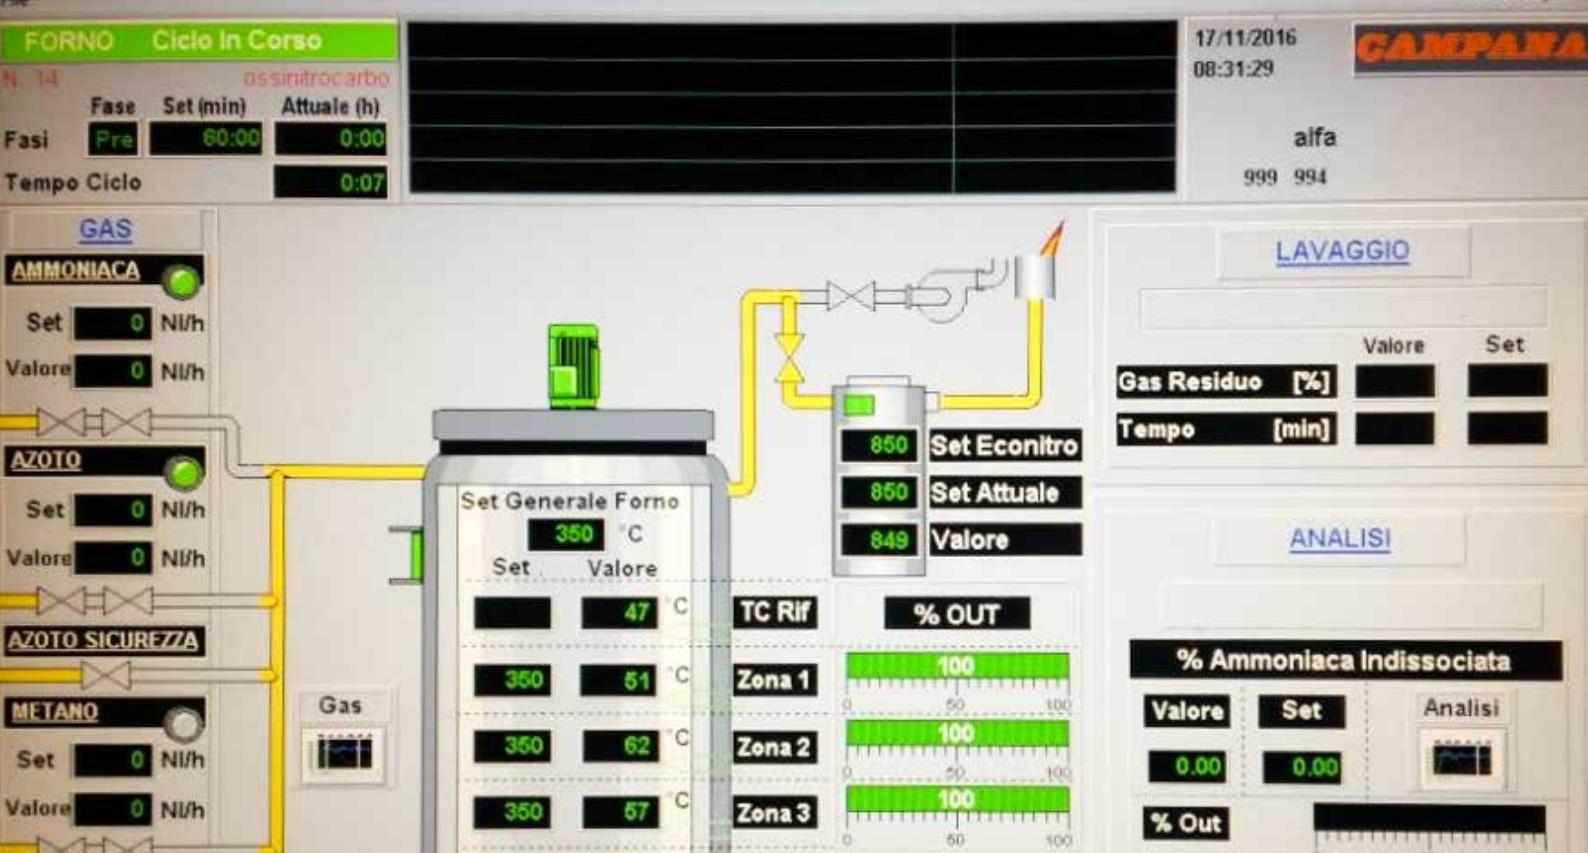 FORNO Ciclo In Corso
N. 14 ossinitrocarbo
Fase Set (min) Attuale (h)
Fasi Pre 60:00 0:00
Tempo Ciclo 0:07
17/11/2016
08:31:29
CAMPANA
alfa
999 994
GAS
AMMONIACA
Set 0 Nl/h
Valore 0 Nl/h
AZOTO
Set 0 Nl/h
Valore 0 Nl/h
AZOTO SICUREZZA
METANO
Set 0 Nl/h
Valore 0 Nl/h
Gas
850 Set Econitro
850 Set Attuale
849 Valore
Set Generale Forno
350 °C
Set Valore
47 °C TC Rif % OUT
350 51 °C Zona 1 100
0 50 100
350 62 °C Zona 2 100
0 50 100
350 57 °C Zona 3 100
0 50 100
LAVAGGIO
Valore Set
Gas Residuo [%]
Tempo [min]
ANALISI
% Ammoniaca Indissociata
Valore Set Analisi
0.00 0.00
% Out